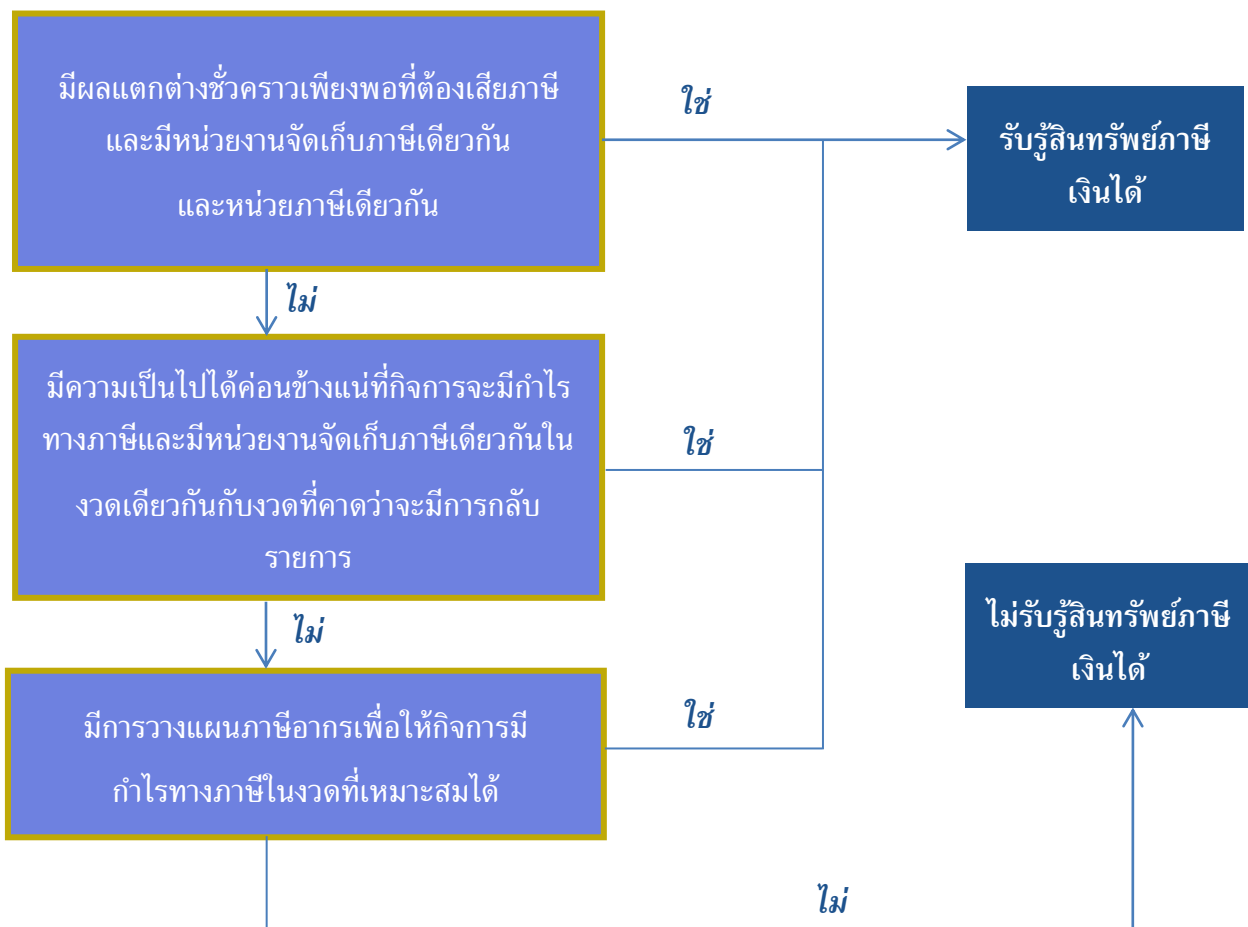 มีผลแตกต่างชั่วคราวเพียงพอที่ต้องเสียภาษี
และมีหน่วยงานจัดเก็บภาษีเดียวกัน
และหน่วยภาษีเดียวกัน
ใช่
รับรู้สินทรัพย์ภาษี
เงินได้
ไม่
มีความเป็นไปได้ค่อนข้างแน่ที่กิจการจะมีกำไร
ทางภาษีและมีหน่วยงานจัดเก็บภาษีเดียวกันใน
งวดเดียวกันกับงวดที่คาดว่าจะมีการกลับ
รายการ
ใช่
ไม่
มีการวางแผนภาษีอากรเพื่อให้กิจการมี
กำไรทางภาษีในงวดที่เหมาะสมได้
ใช่
ไม่รับรู้สินทรัพย์ภาษี
เงินได้
ไม่